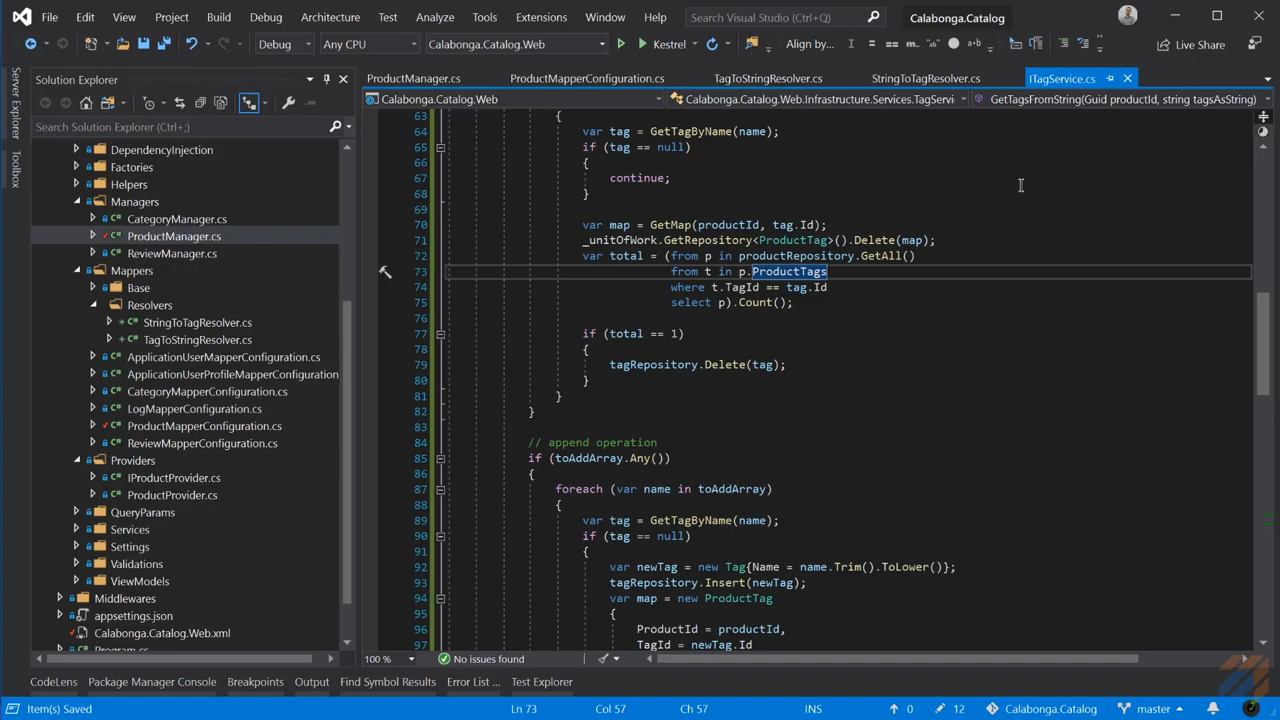 File Edit View Project Build Debug Architecture Test Analyze Tools Extensions Window Help Search Visual Studio (Ctrl+Q) Calabonga.Catalog
Debug Any CPU Calabonga.Catalog.Web Kestrel Align by... Live Share
Server Explorer
Toolbox
Solution Explorer
Search Solution Explorer (Ctrl+;)
DependencyInjection
Factories
Helpers
Managers
CategoryManager.cs
ProductManager.cs
ReviewManager.cs
Mappers
Base
Resolvers
StringToTagResolver.cs
TagToStringResolver.cs
ApplicationUserMapperConfiguration.cs
ApplicationUserProfileMapperConfiguration
CategoryMapperConfiguration.cs
LogMapperConfiguration.cs
ProductMapperConfiguration.cs
ReviewMapperConfiguration.cs
Providers
IProductProvider.cs
ProductProvider.cs
QueryParams
Services
Settings
Validations
ViewModels
Middlewares
appsettings.json
Calabonga.Catalog.Web.xml
Program.cs
ProductManager.cs ProductMapperConfiguration.cs TagToStringResolver.cs StringToTagResolver.cs ITagService.cs
Calabonga.Catalog.Web Calabonga.Catalog.Web.Infrastructure.Services.TagServi GetTagsFromString(Guid productId, string tagsAsString)
63 {
64 var tag = GetTagByName(name);
65 if (tag == null)
66 {
67 continue;
68 }
69
70 var map = GetMap(productId, tag.Id);
71 _unitOfWork.GetRepository<ProductTag>().Delete(map);
72 var total = (from p in productRepository.GetAll()
73 from t in p.ProductTags
74 where t.TagId == tag.Id
75 select p).Count();
76
77 if (total == 1)
78 {
79 tagRepository.Delete(tag);
80 }
81 }
82 }
83
84 // append operation
85 if (toAddArray.Any())
86 {
87 foreach (var name in toAddArray)
88 {
89 var tag = GetTagByName(name);
90 if (tag == null)
91 {
92 var newTag = new Tag{Name = name.Trim().ToLower()};
93 tagRepository.Insert(newTag);
94 var map = new ProductTag
95 {
96 ProductId = productId,
97 TagId = newTag.Id
100 % No issues found
CodeLens Package Manager Console Breakpoints Output Find Symbol Results Error List ... Test Explorer
Item(s) Saved Ln 73 Col 57 Ch 57 INS 0 12 Calabonga.Catalog master